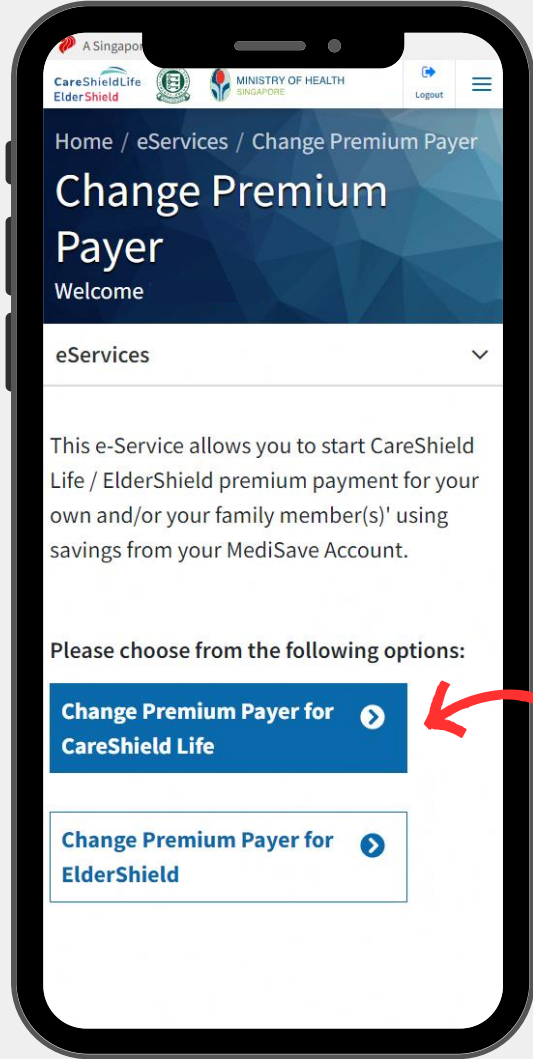 A Singapor
CareShieldLife
ElderShield
MINISTRY OF HEALTH
SINGAPORE
Logout
Home / eServices / Change Premium Payer
Change Premium
Payer
Welcome
eServices
This e-Service allows you to start CareShield
Life / ElderShield premium payment for your
own and/or your family member(s)' using
savings from your MediSave Account.
Please choose from the following options:
Change Premium Payer for
CareShield Life
Change Premium Payer for
ElderShield